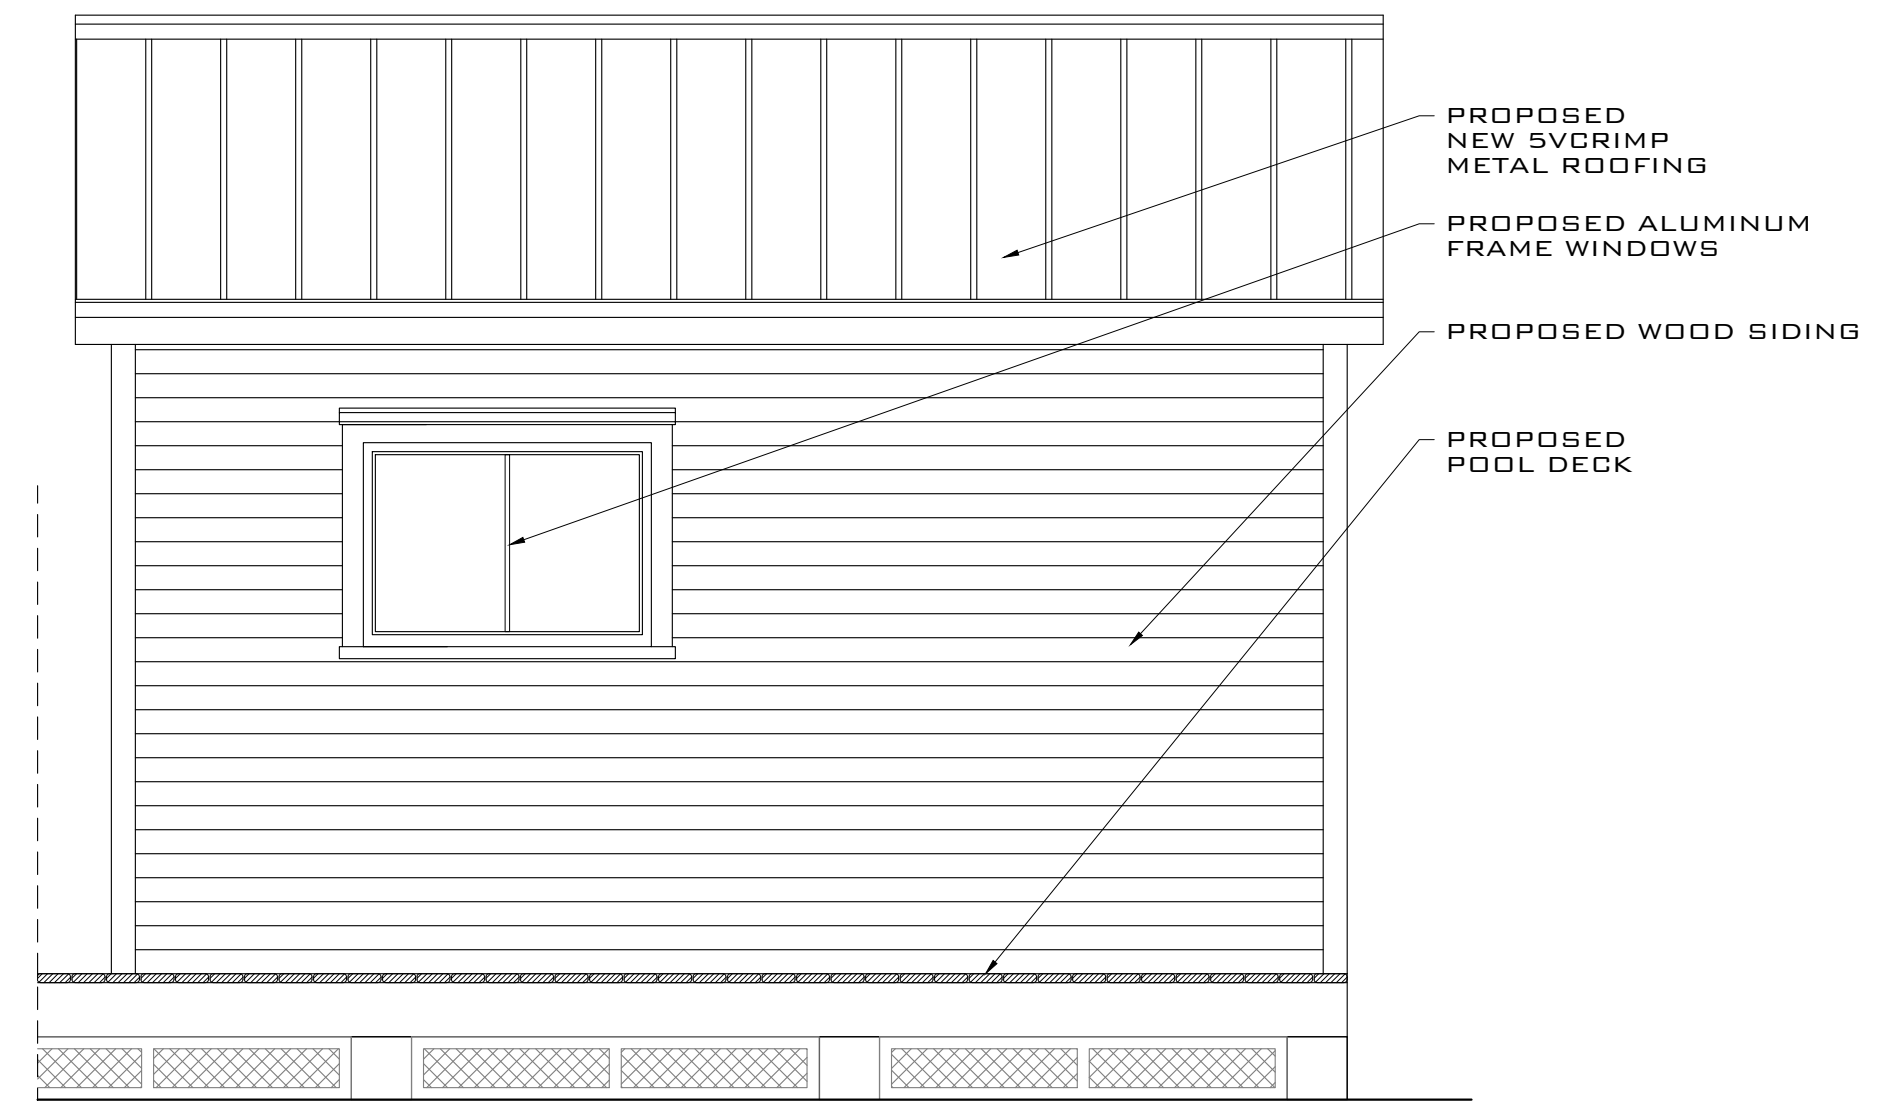 PROPOSED
NEW 5VCRIMP
METAL ROOFING
PROPOSED ALUMINUM
FRAME WINDOWS
PROPOSED WOOD SIDING
PROPOSED
POOL DECK